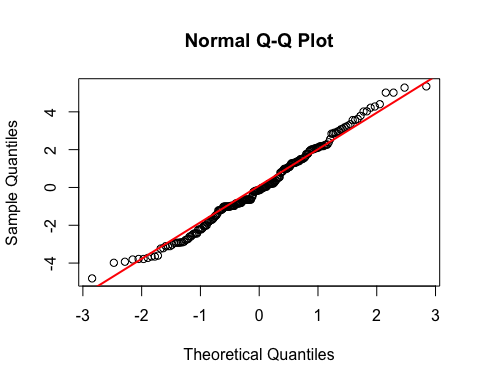 Normal Q-Q Plot
Sample Quantiles
4
2
0
-2
-4
-3 -2 -1 0 1 2 3
Theoretical Quantiles